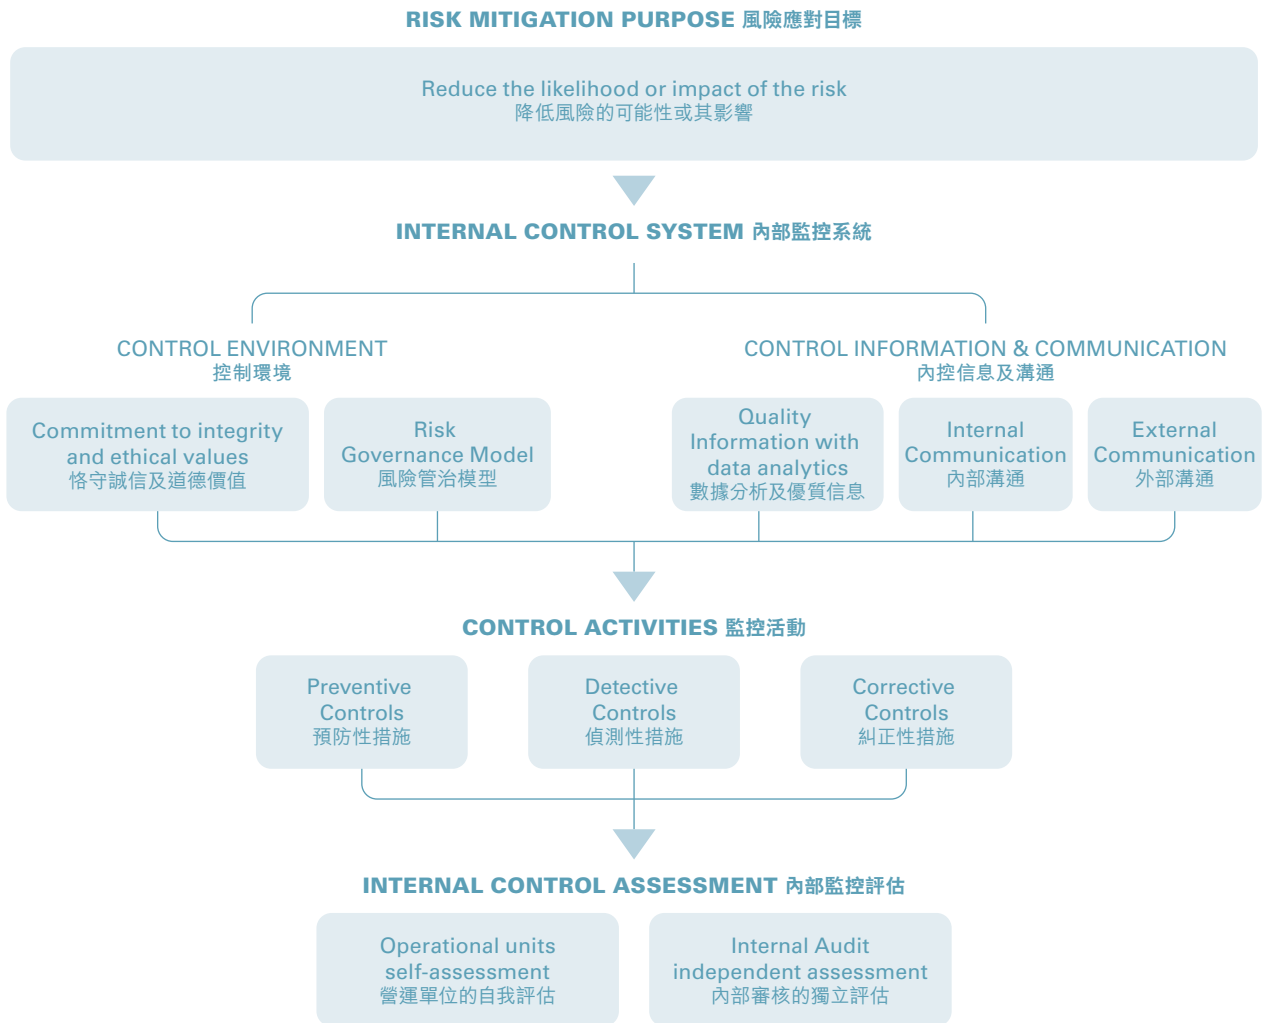 RISK MITIGATION PURPOSE 風險應對目標
Reduce the likelihood or impact of the risk
降低風險的可能性或其影響
INTERNAL CONTROL SYSTEM 內部監控系統
CONTROL ENVIRONMENT
控制環境
Commitment to integrity
and ethical values
恪守誠信及道德價值
Risk
Governance Model
風險管治模型
CONTROL INFORMATION & COMMUNICATION
內控信息及溝通
Quality
Information with
data analytics
數據分析及優質信息
Internal
Communication
內部溝通
External
Communication
外部溝通
CONTROL ACTIVITIES 監控活動
Preventive
Controls
預防性措施
Detective
Controls
偵測性措施
Corrective
Controls
糾正性措施
INTERNAL CONTROL ASSESSMENT 內部監控評估
Operational units
self-assessment
營運單位的自我評估
Internal Audit
independent assessment
內部審核的獨立評估